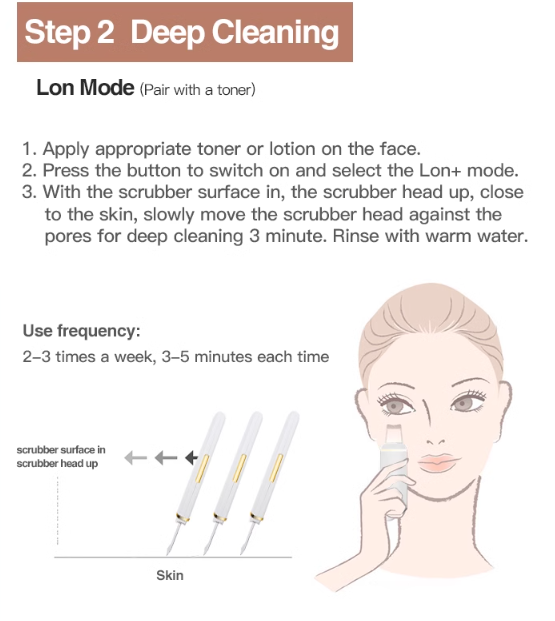 Step 2 Deep Cleaning
Lon Mode (Pair with a toner)
1. Apply appropriate toner or lotion on the face.
2. Press the button to switch on and select the Lon+ mode.
3. With the scrubber surface in, the scrubber head up, close
to the skin, slowly move the scrubber head against the
pores for deep cleaning 3 minute. Rinse with warm water.
Use frequency:
2–3 times a week, 3–5 minutes each time
scrubber surface in
scrubber head up
Skin